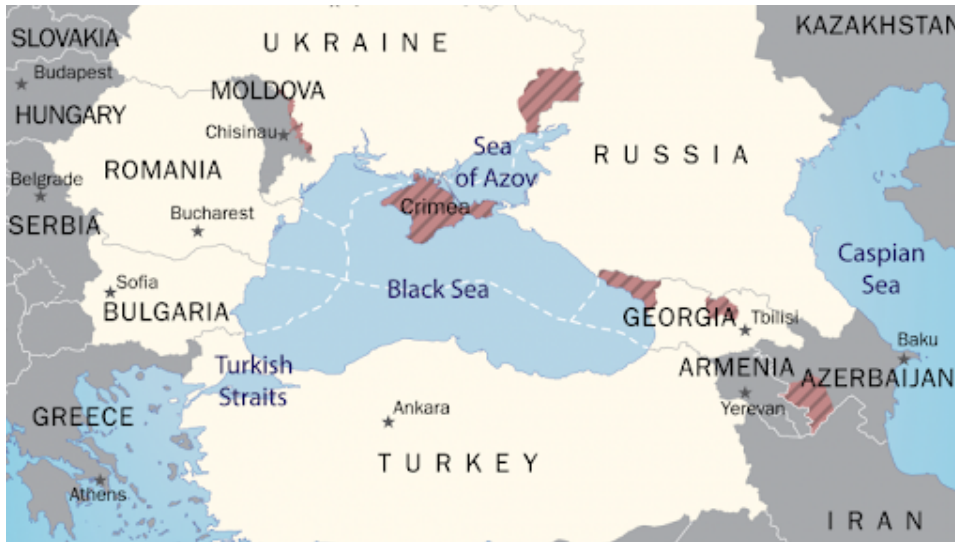 SLOVAKIA
UKRAINE
KAZAKHSTAN
Budapest
HUNGARY
MOLDOVA
Chisinau
Sea
of Azov
RUSSIA
ROMANIA
Belgrade
SERBIA
Bucharest
Crimea
Sofia
BULGARIA
Black Sea
Caspian
Sea
GEORGIA
Tbilisi
Baku
Turkish
Straits
ARMENIA
AZERBAIJAN
GREECE
Ankara
Yerevan
TURKEY
Athens
IRAN